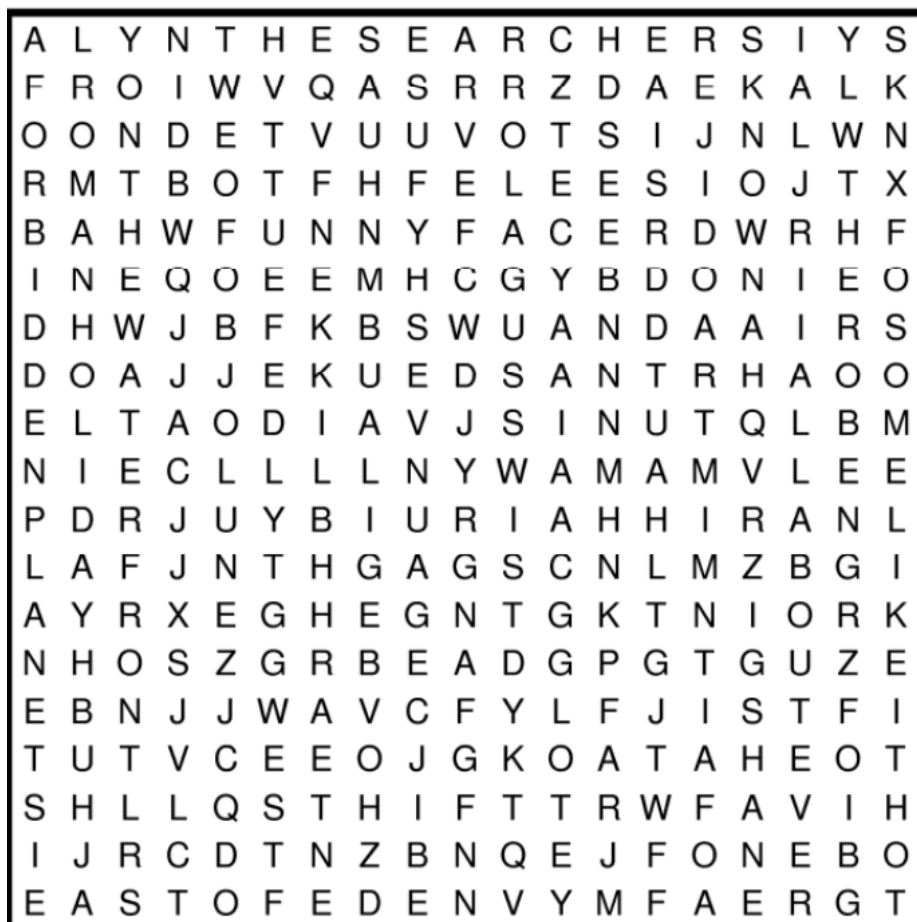 A L Y N T H E S E A R C H E R S I Y S
F R O I W V Q A S R R Z D A E K A L K
O O N D E T V U U V O T S I J N L W N
R M T B O T F H F E L E E S I O J T X
B A H W F U N N Y F A C E R D W R H F
I N E Q O E E M H C G Y B D O N I E O
D H W J B F K B S W U A N D A A I R S
D O A J J E K U E D S A N T R H A O O
E L T A O D I A V J S I N U T Q L B M
N I E C L L L L N Y W A M A M V L E E
P D R J U Y B I U R I A H H I R A N L
L A F J N T H G A G S C N L M Z B G I
A Y R X E G H E G N T G K T N I O R K
N H O S Z G R B E A D G P G T G U Z E
E B N J J W A V C F Y L F J I S T F I
T U T V C E E O J G K O A T A H E O T
S H L L Q S T H I F T T R W F A V I H
I J R C D T N Z B N Q E J F O N E B O
E A S T O F E D E N V Y M F A E R G T